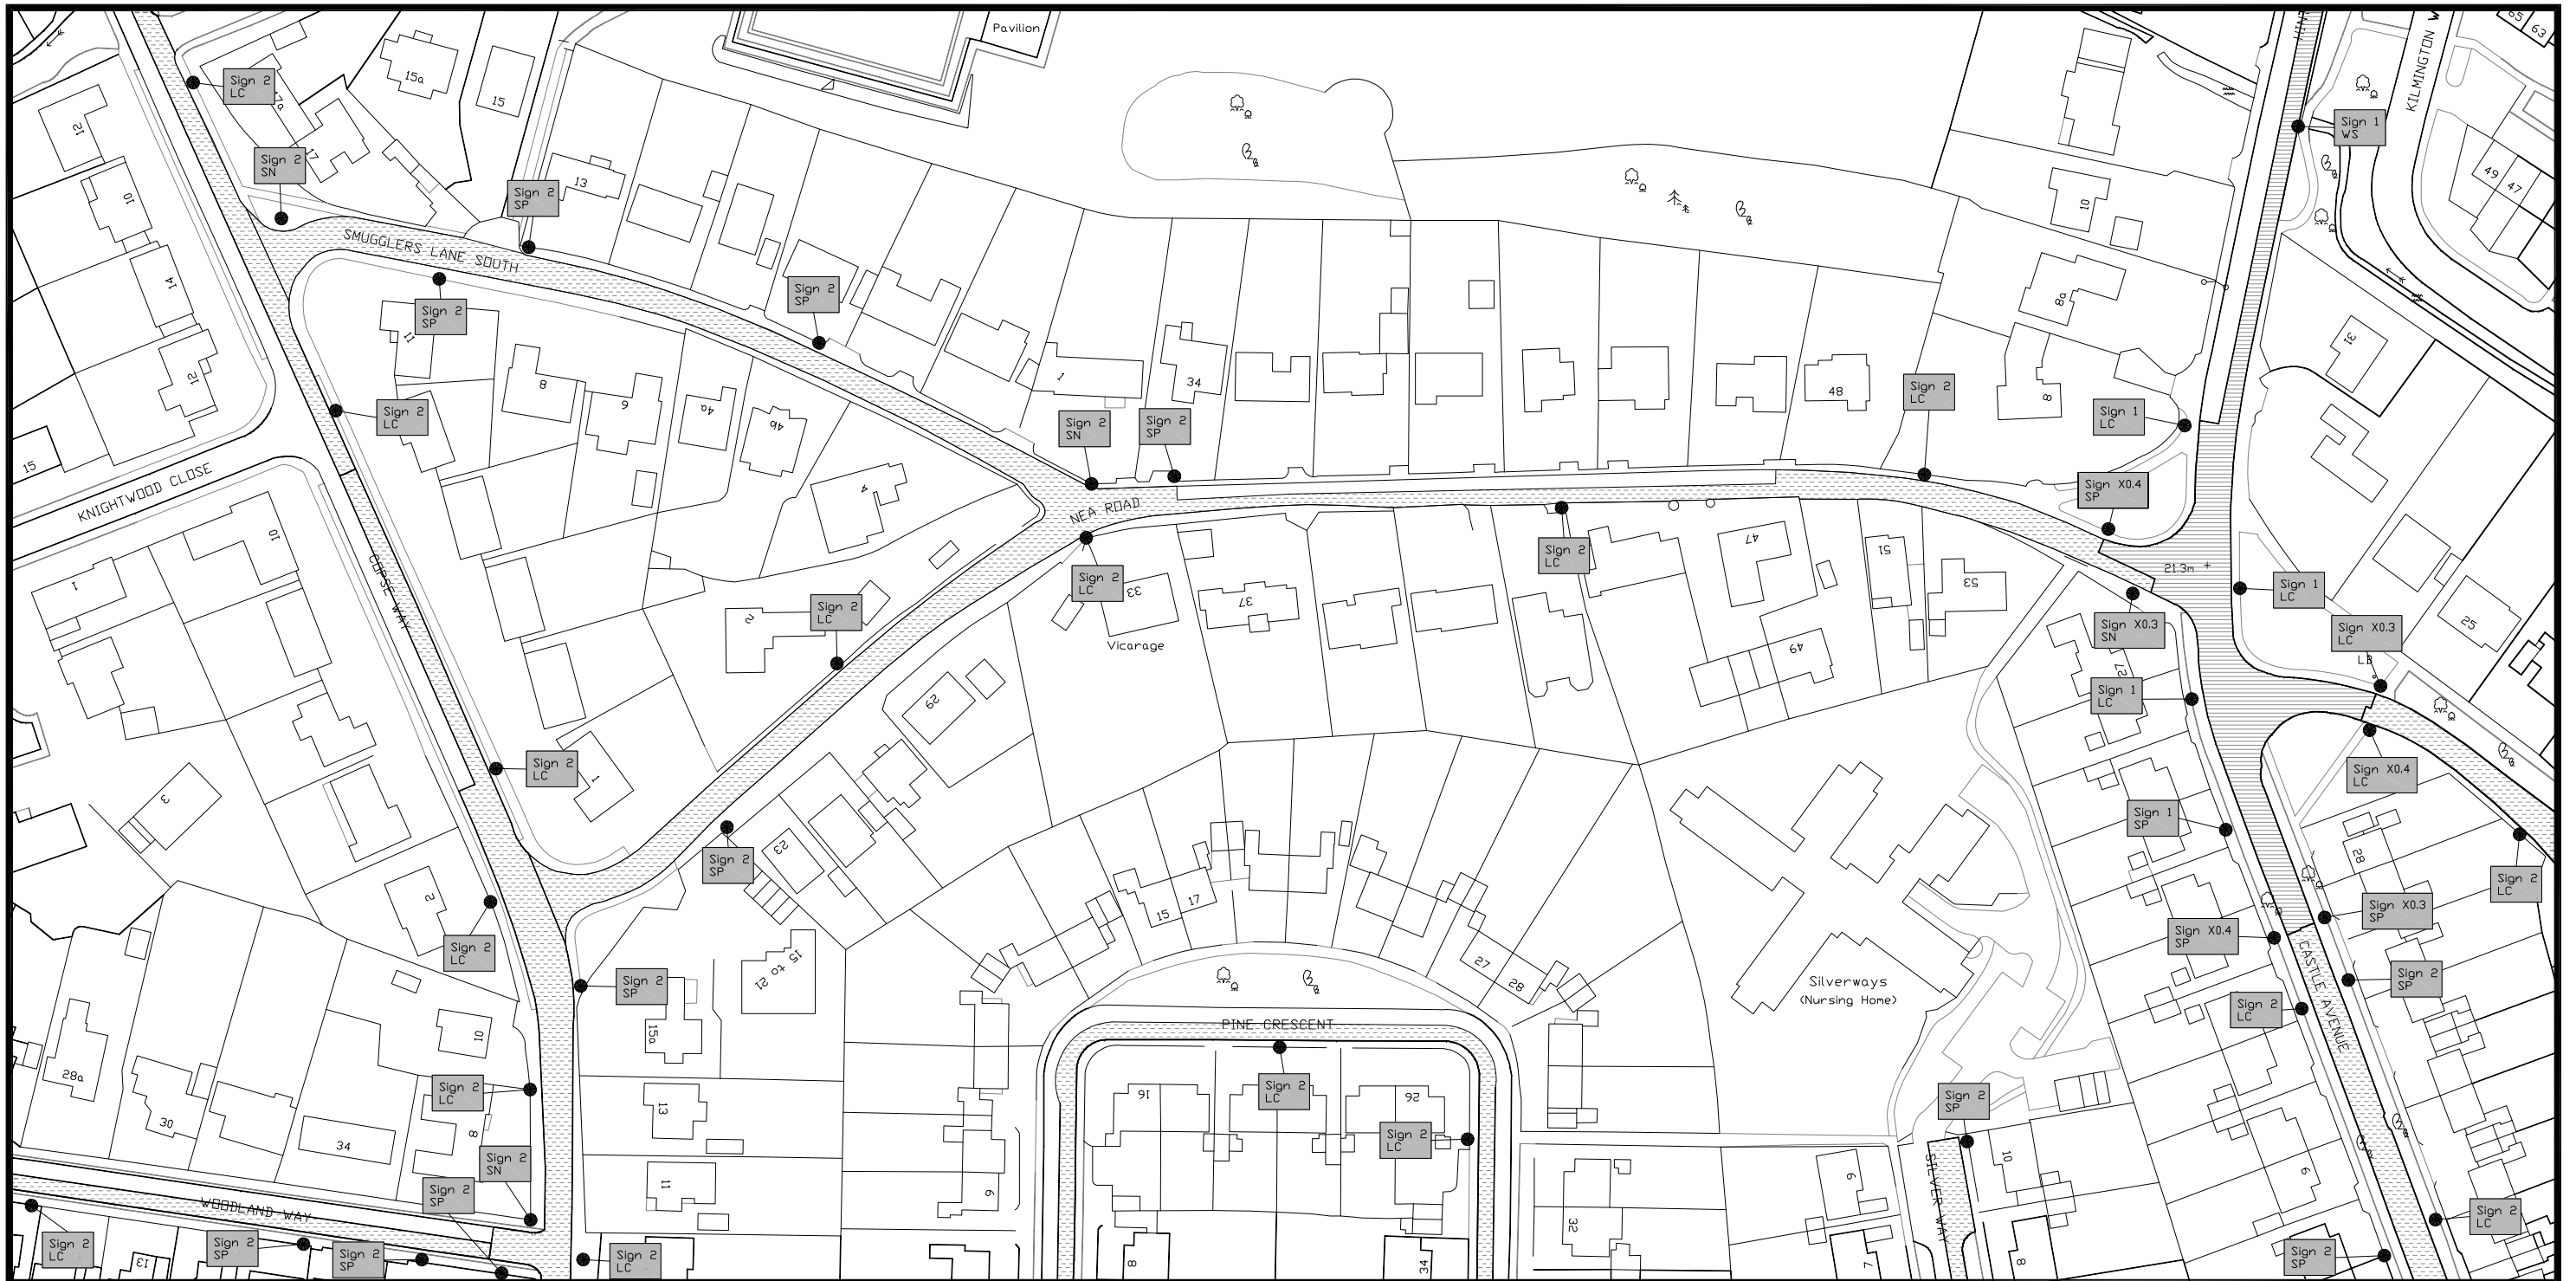 Pavilion
HIN
KILMINGTON W
65
63
15a
15
Sign 2
LC
17a
12
17
Sign 2
SN
Sign 1
WS
13
Sign 2
SP
10
49
47
10
SMUGGLERS LANE SOUTH
14
Sign 2
SP
8a
Sign 2
SP
11
31
12
8
6
4a
4b
1
34
48
Sign 2
LC
8
Sign 2
LC
Sign 2
SN
Sign 2
SP
Sign 1
LC
15
KNIGHTWOOD CLOSE
4
Sign X0.4
SP
NEA ROAD
10
47
51
53
Sign 2
LC
21.3m +
1
COPSE WAY
Sign 2
LC
33
Vicarage
37
49
Sign 1
LC
2
Sign 2
LC
Sign X0.3
SN
27
Sign X0.3
LC
LB
25
29
Sign 1
LC
Sign 2
LC
1
3
Sign X0.4
LC
Sign 1
SP
23
Sign 2
SP
28
Sign 2
LC
2
Sign 2
LC
15
17
Sign X0.3
SP
Sign X0.4
SP
15 to 21
27
28
Silverways
(Nursing Home)
Sign 2
SP
15a
Sign 2
SP
Sign 2
LC
CASTLE AVENUE
10
PINE CRESCENT
28a
Sign 2
LC
13
16
Sign 2
LC
26
Sign 2
SP
30
34
8
Sign 2
LC
Sign 2
SN
11
6
6
10
9
SILVER WAY
Sign 2
SP
WOODLAND WAY
32
Sign 2
LC
Sign 2
LC
13
Sign 2
SP
Sign 2
SP
Sign 2
LC
8
34
7
8
Sign 2
SP